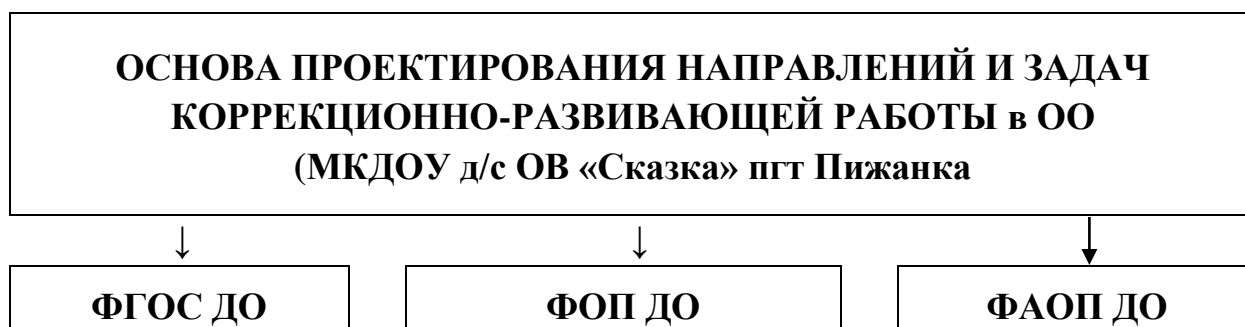 ОСНОВА ПРОЕКТИРОВАНИЯ НАПРАВЛЕНИЙ И ЗАДАЧ
КОРРЕКЦИОННО-РАЗВИВАЮЩЕЙ РАБОТЫ в ОО
(МКДОУ д/с ОВ «Сказка» пгт Пижанка
ФГОС ДО
ФОП ДО
ФАОП ДО